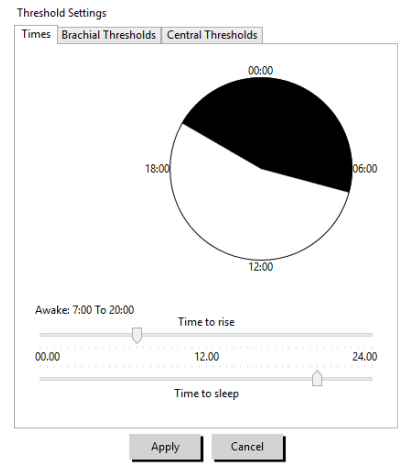 Threshold Settings
Times Brachial Thresholds Central Thresholds
00:00
18:00 06:00
12:00
Awake: 7:00 To 20:00
Time to rise
00.00 12.00 24.00
Time to sleep
Apply Cancel